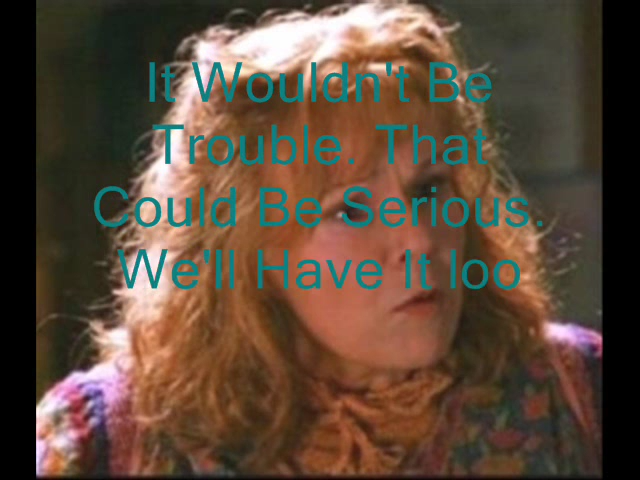 It Wouldn't Be
Trouble. That
Could Be Serious.
We'll Have It loo